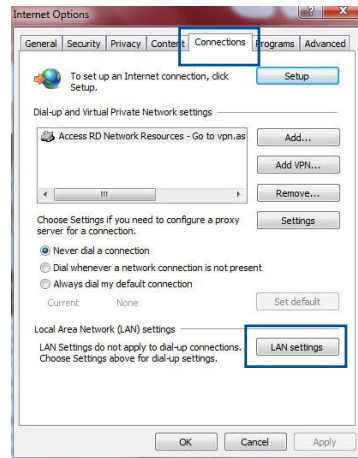 Internet Options
General Security Privacy Content Connections Programs Advanced
To set up an Internet connection, click
Setup.
Setup
Dial-up and Virtual Private Network settings
Access RD Network Resources - Go to vpn.as
Add...
Add VPN...
Remove...
Choose Settings if you need to configure a proxy
server for a connection.
Settings
Never dial a connection
Dial whenever a network connection is not present
Always dial my default connection
Current None
Set default
Local Area Network (LAN) settings
LAN Settings do not apply to dial-up connections.
Choose Settings above for dial-up settings.
LAN settings
OK Cancel Apply